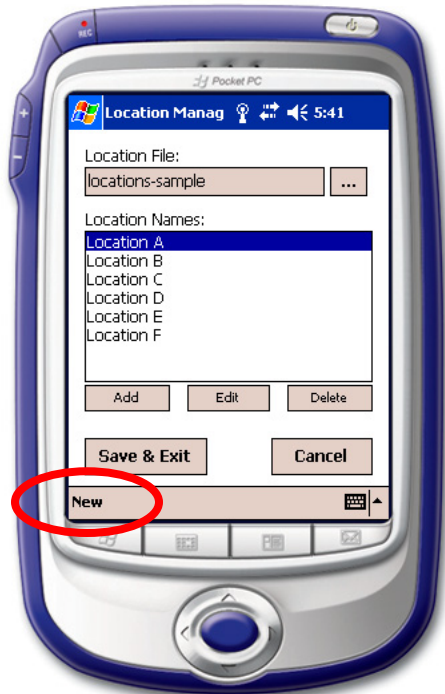 REC
Pocket PC
Location Manag 5:41
Location File:
locations-sample ...
Location Names:
Location A
Location B
Location C
Location D
Location E
Location F
Add Edit Delete
Save & Exit Cancel
New